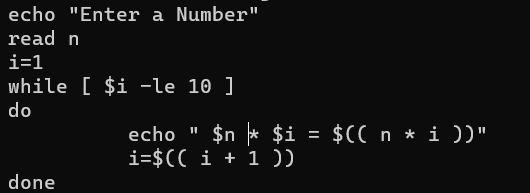 echo "Enter a Number"
read n
i=1
while [ $i -le 10 ]
do
echo " $n * $i = $(( n * i ))"
i=$(( i + 1 ))
done